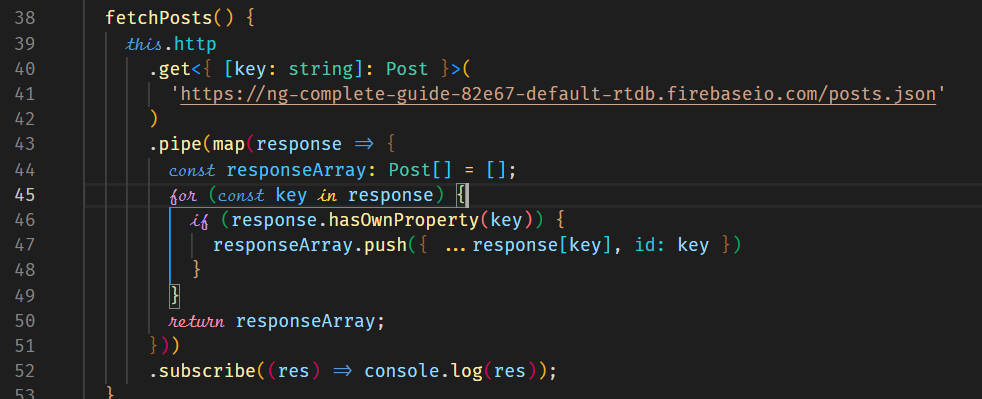 38 fetchPosts() {
39 this.http
40 .get<{ [key: string]: Post }>(
41 'https://ng-complete-guide-82e67-default-rtdb.firebaseio.com/posts.json'
42 )
43 .pipe(map(response => {
44 const responseArray: Post[] = [];
45 for (const key in response) {
46 if (response.hasOwnProperty(key)) {
47 responseArray.push({ ...response[key], id: key })
48 }
49 }
50 return responseArray;
51 }))
52 .subscribe((res) => console.log(res));
53 }